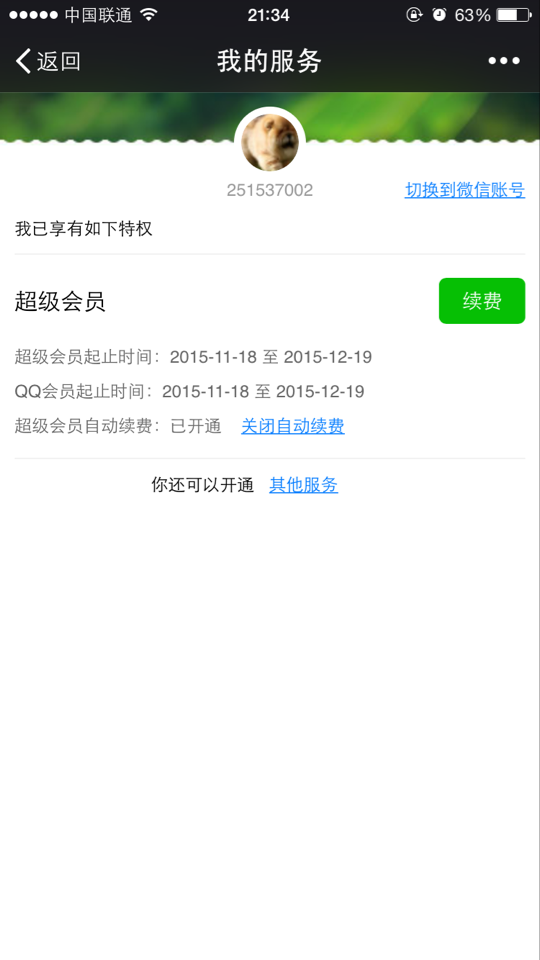 中国联通 21:34 63%
返回 我的服务
251537002 切换到微信账号
我已享有如下特权
超级会员 续费
超级会员起止时间：2015-11-18 至 2015-12-19
QQ会员起止时间：2015-11-18 至 2015-12-19
超级会员自动续费：已开通 关闭自动续费
你还可以开通 其他服务